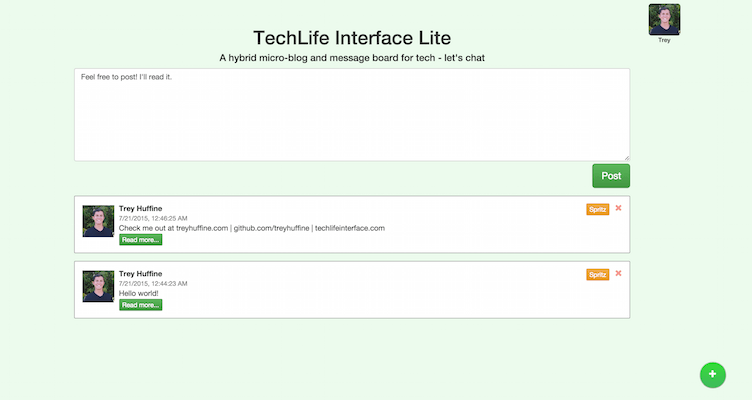 Trey
TechLife Interface Lite
A hybrid micro-blog and message board for tech - let's chat
Feel free to post! I'll read it.
Post
Trey Huffine
Spritz
7/21/2015, 12:46:25 AM
Check me out at treyhuffine.com | github.com/treyhuffine | techlifeinterface.com
Read more...
Trey Huffine
Spritz
7/21/2015, 12:44:23 AM
Hello world!
Read more...